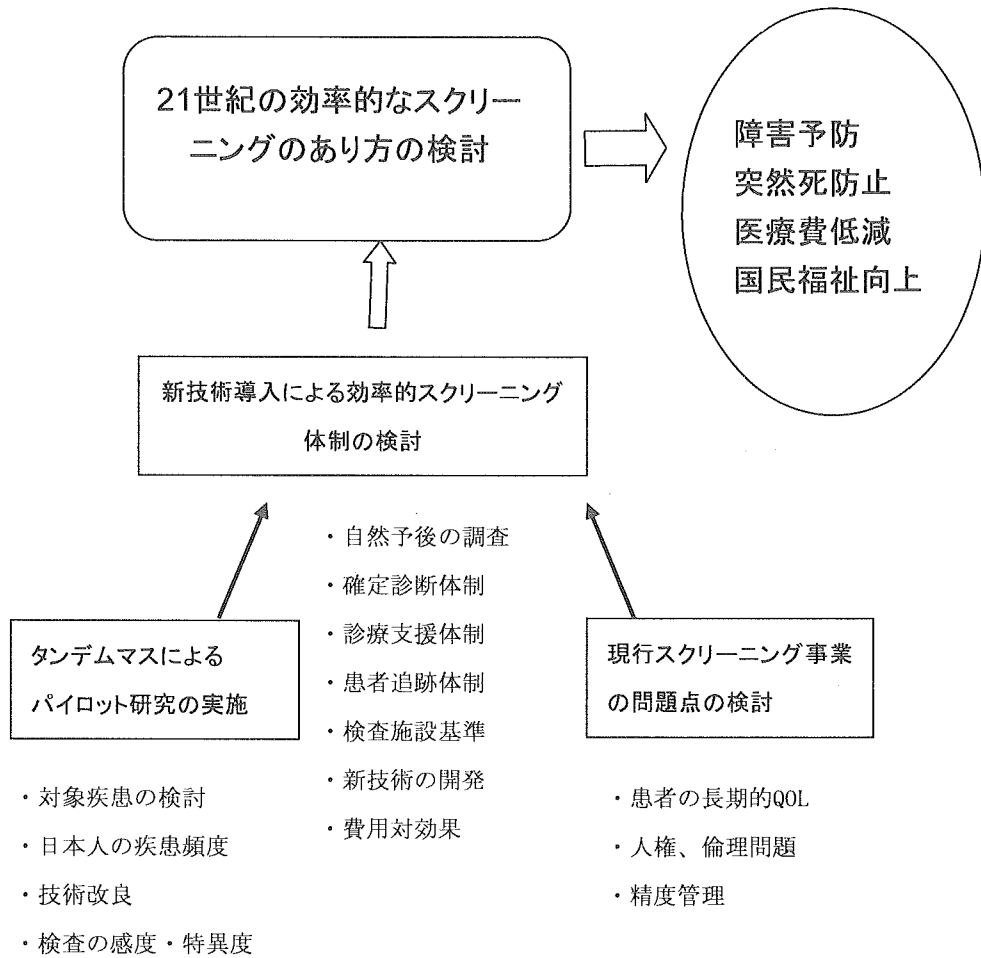 21世紀の効率的なスクリー
ニングのあり方の検討
障害予防
突然死防止
医療費低減
国民福祉向上
新技術導入による効率的スクリーニング
体制の検討
・自然予後の調査
・確定診断体制
・診療支援体制
・患者追跡体制
・検査施設基準
・新技術の開発
・費用対効果
タンデムマスによる
パイロット研究の実施
・対象疾患の検討
・日本人の疾患頻度
・技術改良
・検査の感度・特異度
現行スクリーニング事業
の問題点の検討
・患者の長期的QOL
・人権、倫理問題
・精度管理